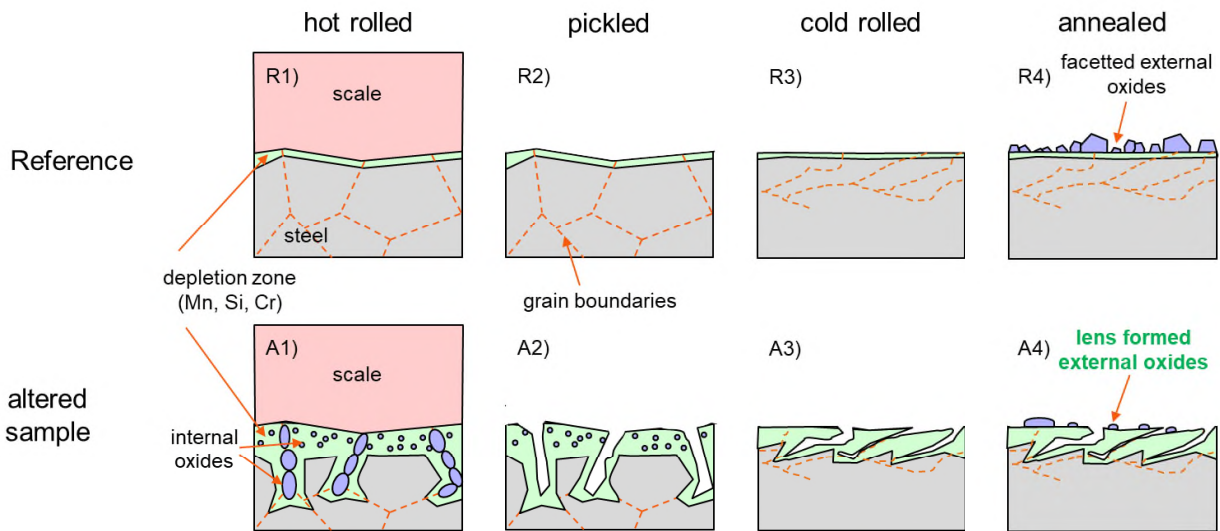 hot rolled
pickled
cold rolled
annealed
Reference
R1)
scale
steel
R2)
R3)
R4)
facetted external
oxides
depletion zone
(Mn, Si, Cr)
grain boundaries
altered
sample
A1)
scale
internal
oxides
A2)
A3)
A4)
lens formed
external oxides